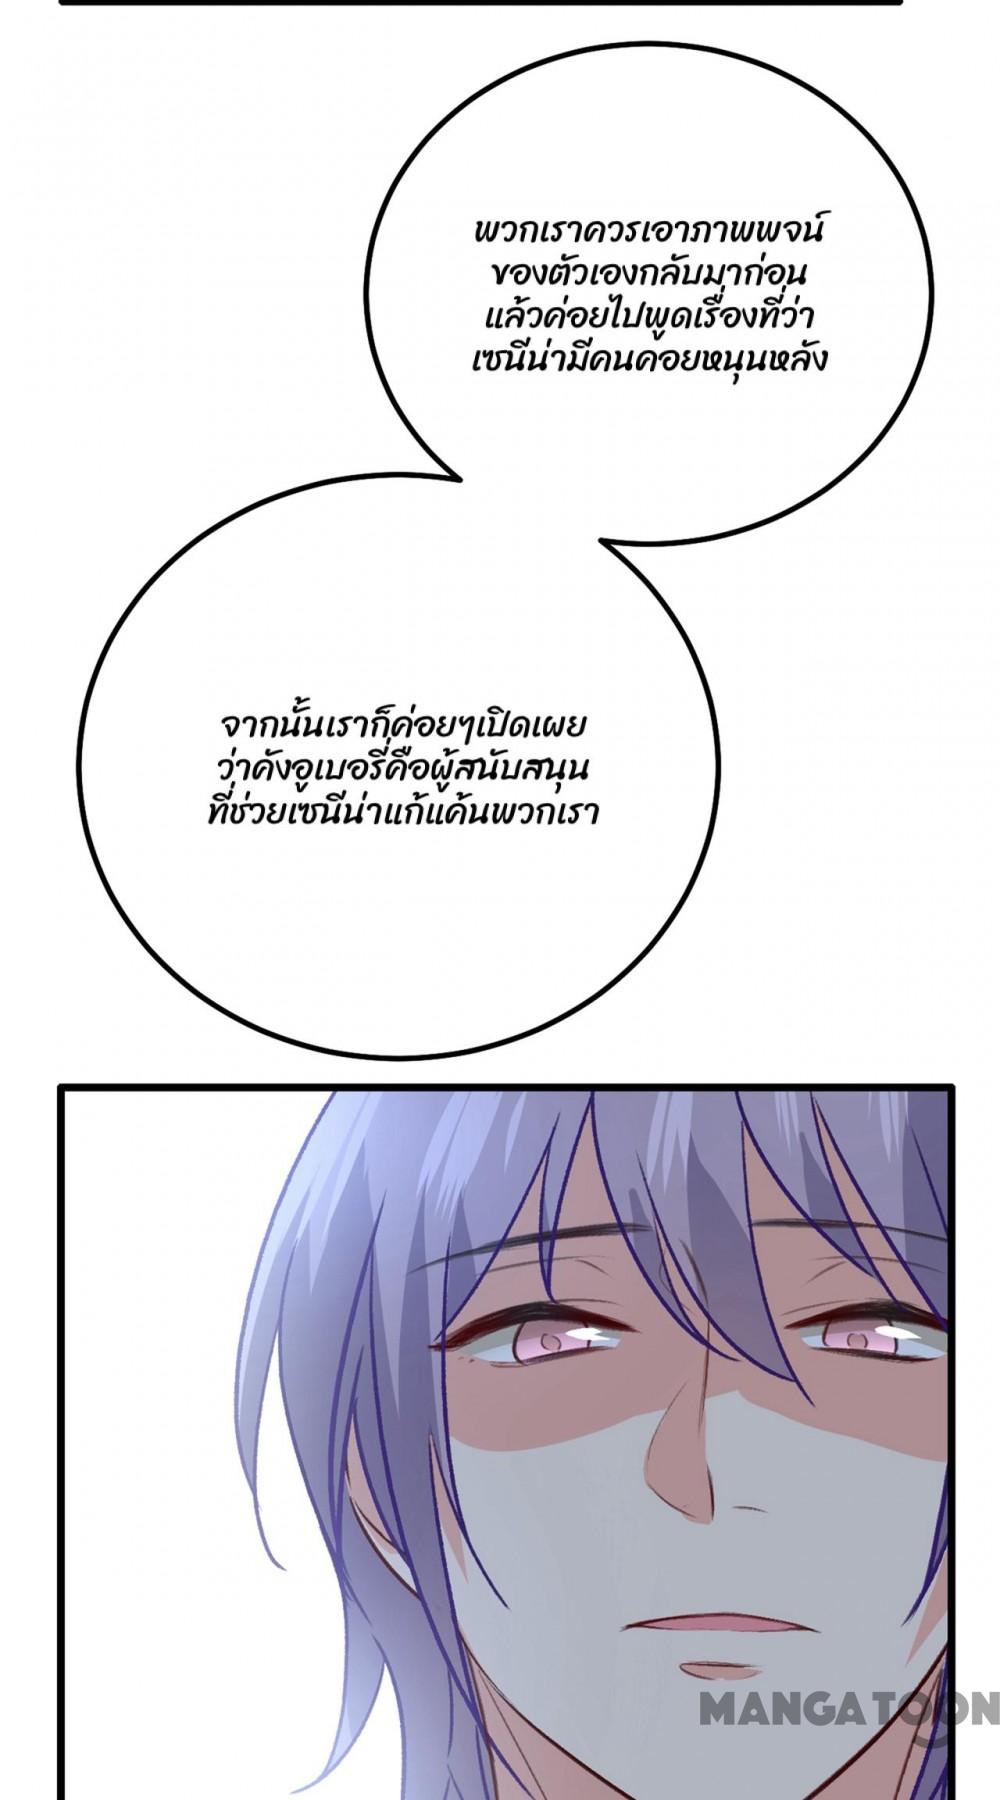 พวกเราควรเอาภาพพจน์
ของตัวเองกลับมาก่อน
แล้วค่อยไปพูดเรื่องที่ว่า
เซนีน่ามีคนคอยหนุนหลัง
จากนั้นเราก็ค่อยๆเปิดเผย
ว่าคังอูเบอรี่คือผู้สนับสนุน
ที่ช่วยเซนีน่าแก้แค้นพวกเรา
MANGATOON